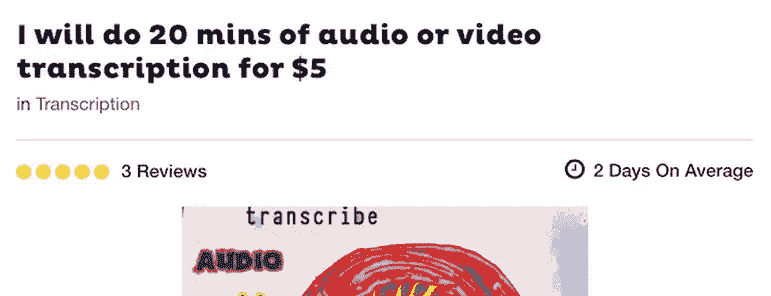 I will do 20 mins of audio or video
transcription for $5
in Transcription
3 Reviews
2 Days On Average
transcribe
AUDIO